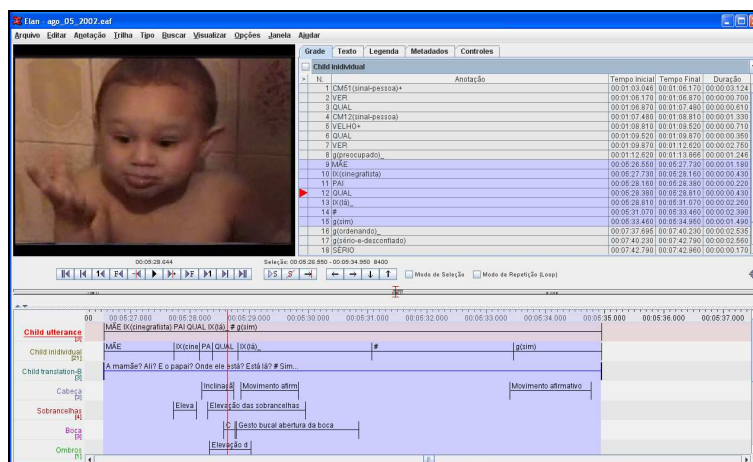 Elan - ago_05_2002.eaf
Arquivo Editar Anotação Trilha Tipo Buscar Visualizar Opções Janela Ajudar
Grade Texto Legenda Metadados Controles
Child inidividual
> N. Anotação Tempo Inicial Tempo Final Duração
1 CM51(sinal-pessoa)+ 00:01:03.046 00:01:06.170 00:00:03.124
2 VER 00:01:06.170 00:01:06.870 00:00:00.700
3 QUAL 00:01:06.870 00:01:07.480 00:00:00.610
4 CM12(sinal-pessoa) 00:01:07.480 00:01:08.810 00:00:01.330
5 VELHO+ 00:01:08.810 00:01:09.520 00:00:00.710
6 QUAL 00:01:09.520 00:01:09.870 00:00:00.350
7 VER 00:01:09.870 00:01:12.620 00:00:02.750
8 g(preocupado)_ 00:01:12.620 00:01:13.866 00:00:01.246
9 MÃE 00:05:26.550 00:05:27.730 00:00:01.180
10 IX(cinegrafista) 00:05:27.730 00:05:28.160 00:00:00.430
11 PAI 00:05:28.160 00:05:28.380 00:00:00.220
12 QUAL 00:05:28.380 00:05:28.810 00:00:00.430
13 IX(lá)_ 00:05:28.810 00:05:31.070 00:00:02.260
14 # 00:05:31.070 00:05:33.460 00:00:02.390
15 g(sim) 00:05:33.460 00:05:34.950 00:00:01.490
16 g(ordenando)_ 00:07:37.695 00:07:40.230 00:00:02.535
17 g(sério-e-desconfiado) 00:07:40.230 00:07:42.790 00:00:02.560
18 SÉRIO 00:07:42.790 00:07:42.960 00:00:00.170
00:05:28.644 Seleção: 00:05:26.550 - 00:05:34.950 8400
Modo de Seleção Modo de Repetição (Loop)
00 00:05:27.000 00:05:28.000 00:05:29.000 00:05:30.000 00:05:31.000 00:05:32.000 00:05:33.000 00:05:34.000 00:05:35.000 00:05:36.000 00:05:37.000
Child utterance MÃE IX(cinegrafista) PAI QUAL IX(lá)_ # g(sim)
Child inidividual MÃE IX(cine PA QUAL IX(lá)_ # g(sim)
[21]
Child translation-B A mamãe? Ali? E o papai? Onde ele está? Está lá? # Sim...
Cabeça Inclinaçã Movimento afirm Movimento afirmativo
Sobrancelhas Eleva Elevação das sobrancelhas
[4]
Boca C Gesto bucal abertura da boca
Ombros Elevação d
[1]